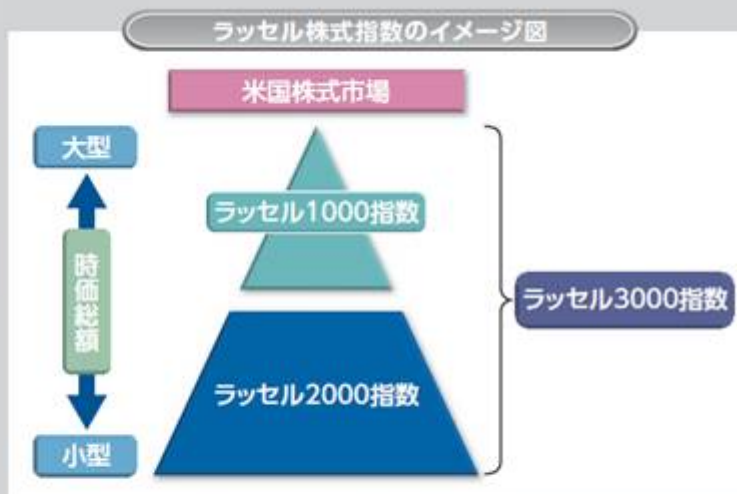 ラッセル株式指数のイメージ図
米国株式市場
大型
ラッセル1000指数
時価総額
ラッセル3000指数
ラッセル2000指数
小型